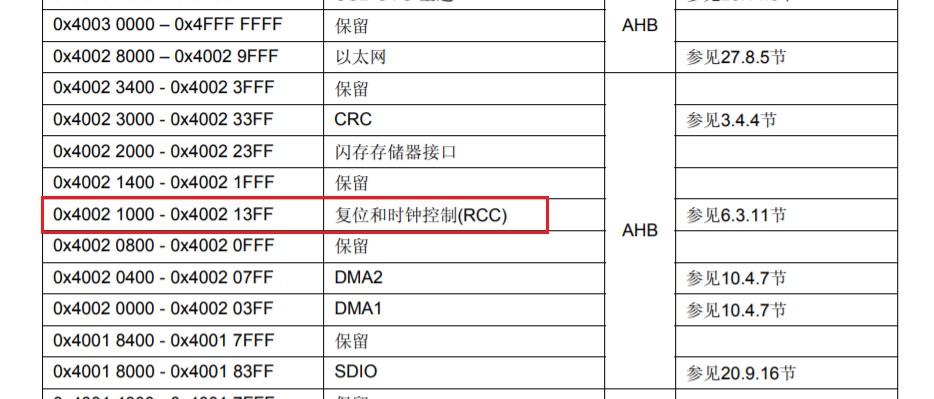 0x4003 0000 – 0x4FFF FFFF 保留 AHB
0x4002 8000 – 0x4002 9FFF 以太网 参见27.8.5节
0x4002 3400 - 0x4002 3FFF 保留
0x4002 3000 - 0x4002 33FF CRC 参见3.4.4节
0x4002 2000 - 0x4002 23FF 闪存存储器接口
0x4002 1400 - 0x4002 1FFF 保留
0x4002 1000 - 0x4002 13FF 复位和时钟控制(RCC) 参见6.3.11节
AHB
0x4002 0800 - 0x4002 0FFF 保留
0x4002 0400 - 0x4002 07FF DMA2 参见10.4.7节
0x4002 0000 - 0x4002 03FF DMA1 参见10.4.7节
0x4001 8400 - 0x4001 7FFF 保留
0x4001 8000 - 0x4001 83FF SDIO 参见20.9.16节